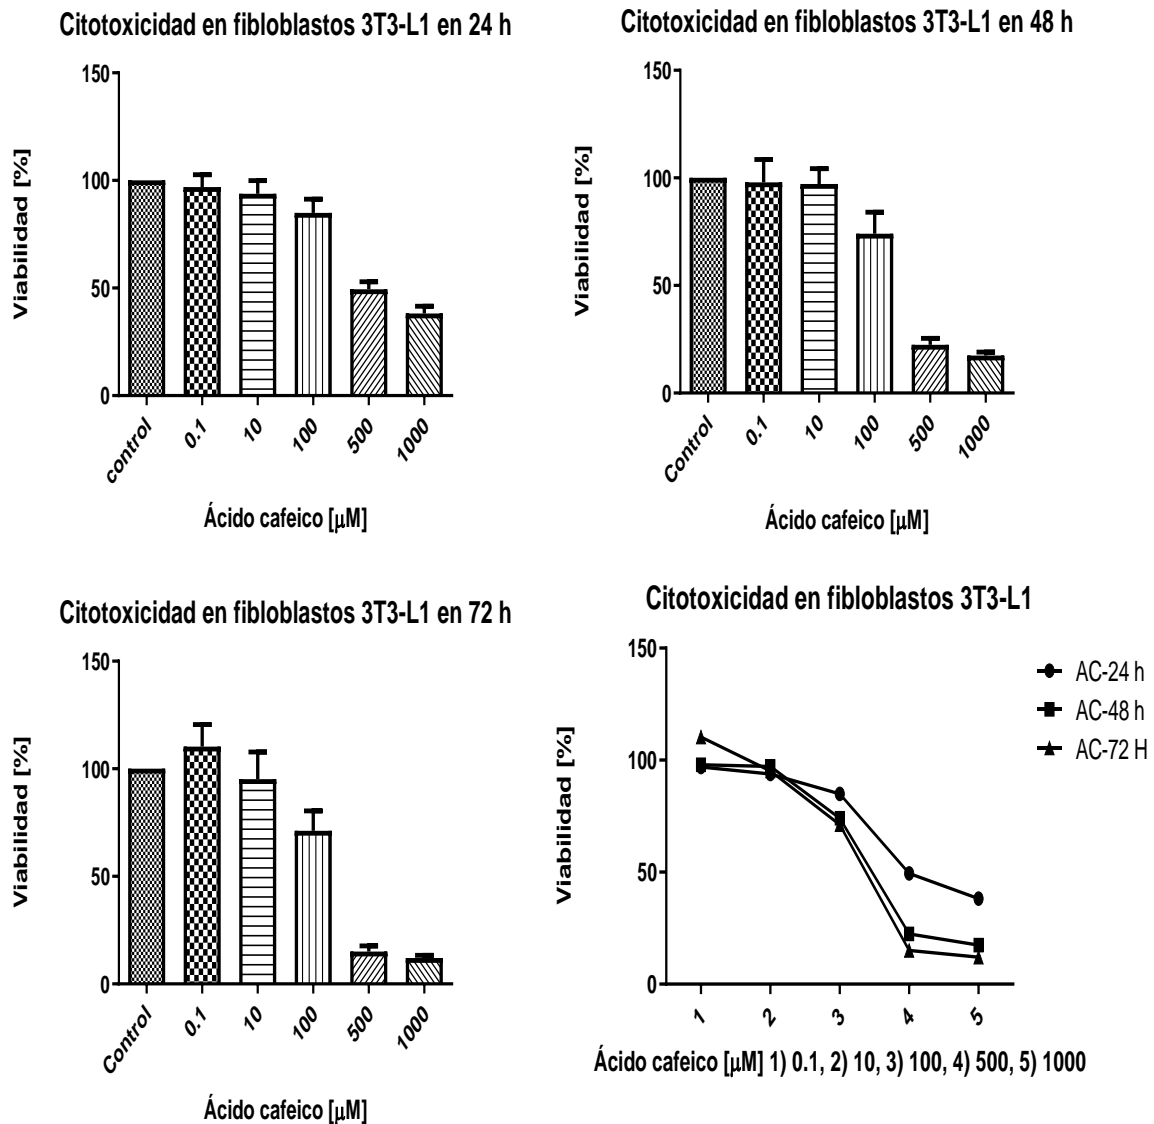 Citotoxicidad en fibloblastos 3T3-L1 en 24 h
150
100
50
0
Viabilidad [%]
control
0.1
10
100
500
1000
Ácido cafeico [μM]
Citotoxicidad en fibloblastos 3T3-L1 en 48 h
150
100
50
0
Viabilidad [%]
Control
0.1
10
100
500
1000
Ácido cafeico [μM]
Citotoxicidad en fibloblastos 3T3-L1 en 72 h
150
100
50
0
Viabilidad [%]
Control
0.1
10
100
500
1000
Ácido cafeico [μM]
Citotoxicidad en fibloblastos 3T3-L1
150
100
50
0
Viabilidad [%]
AC-24 h
AC-48 h
AC-72 H
1
2
3
4
5
Ácido cafeico [μM] 1) 0.1, 2) 10, 3) 100, 4) 500, 5) 1000